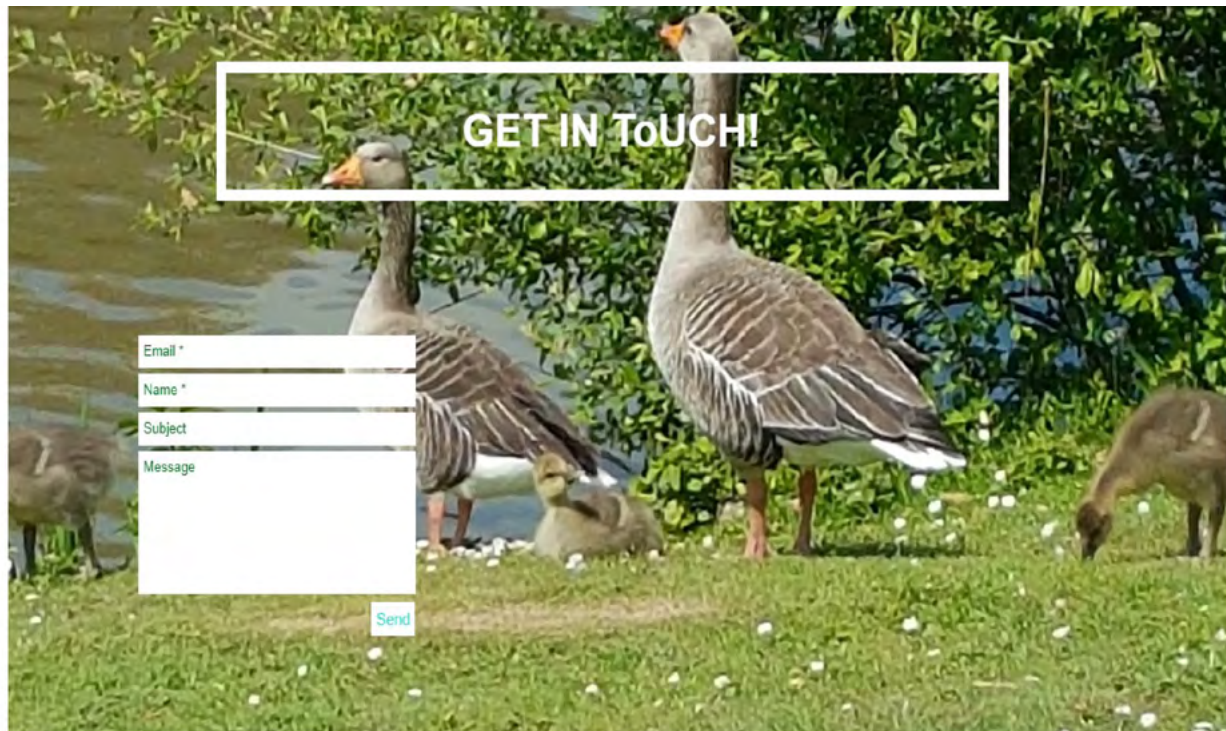 GET IN ToUCH!
Email *
Name *
Subject
Message
Send